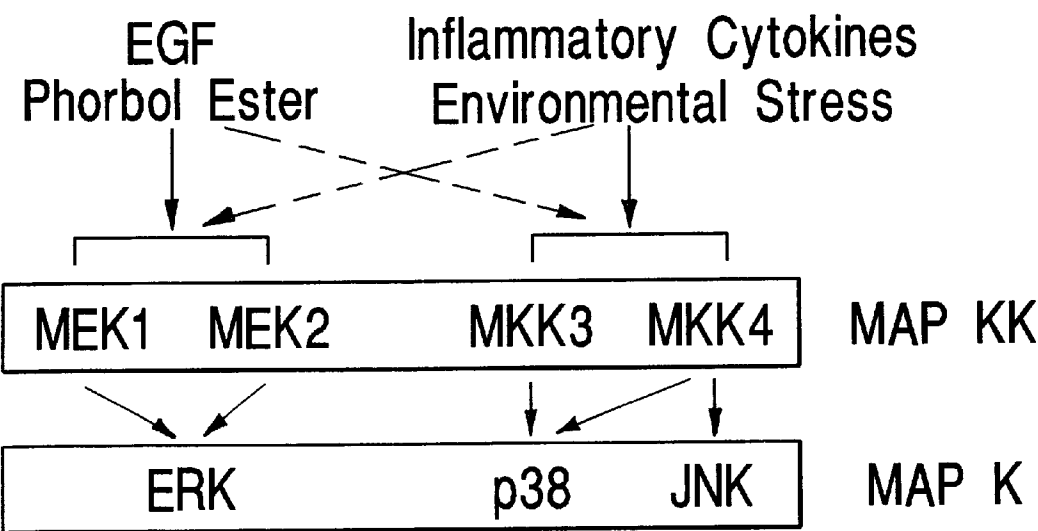 EGF
Phorbol Ester
Inflammatory Cytokines
Environmental Stress
MEK1 MEK2 MKK3 MKK4 MAP KK
ERK p38 JNK MAP K